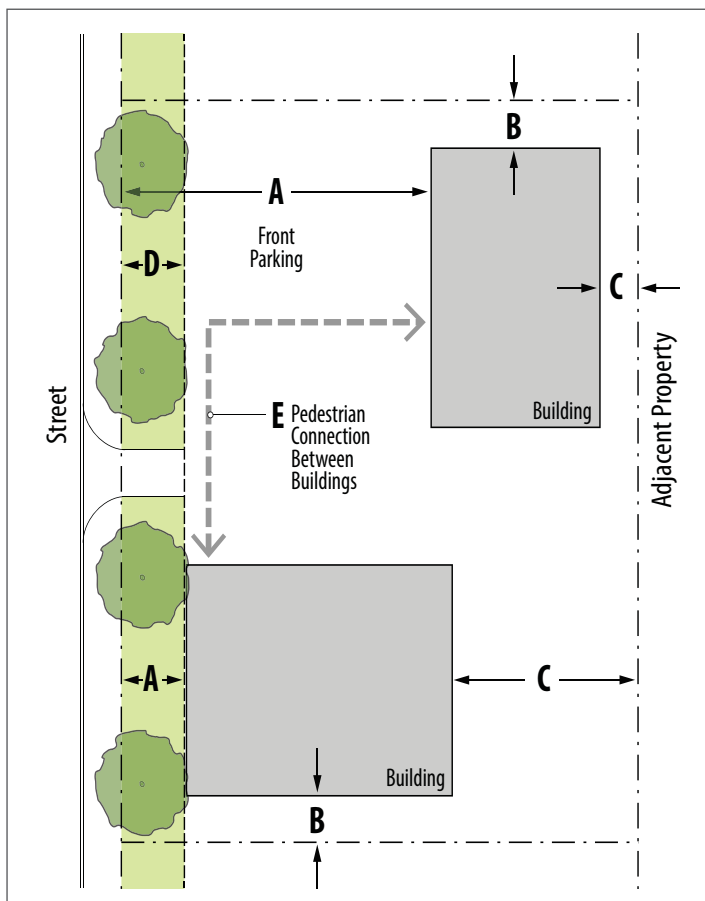 B
A
Front
Parking
D
C
E Pedestrian
Connection
Between
Buildings
Building
Street
Adjacent Property
A
C
Building
B